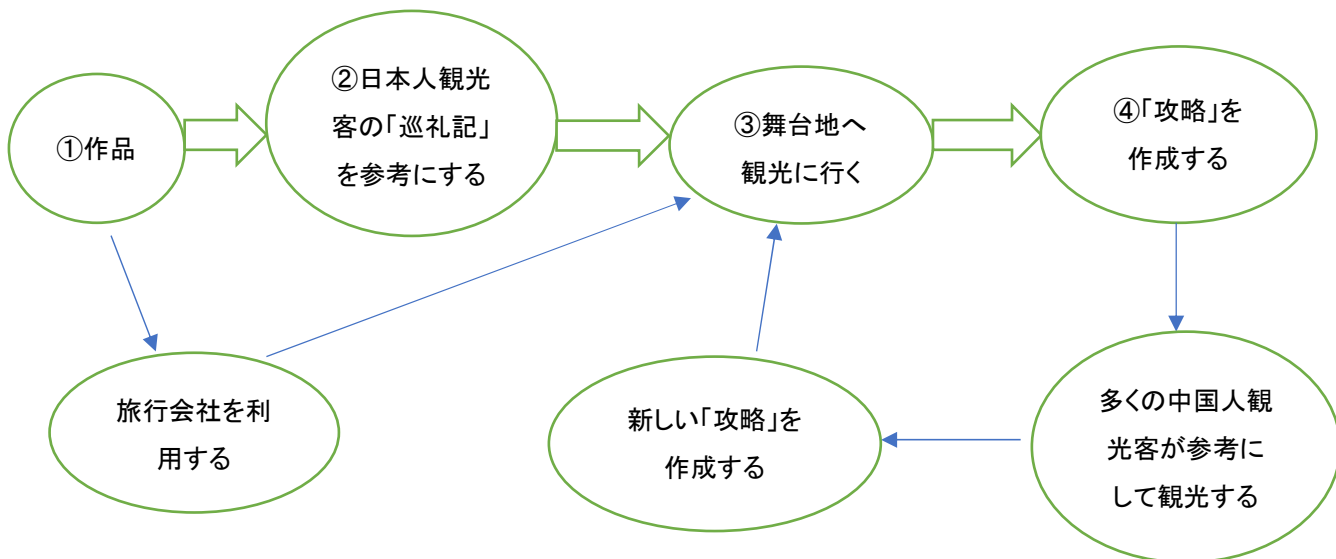 ①作品
②日本人観光
客の「巡礼記」
を参考にする
③舞台地へ
観光に行く
④「攻略」を
作成する
旅行会社を利
用する
新しい「攻略」を
作成する
多くの中国人観
光客が参考に
して観光する